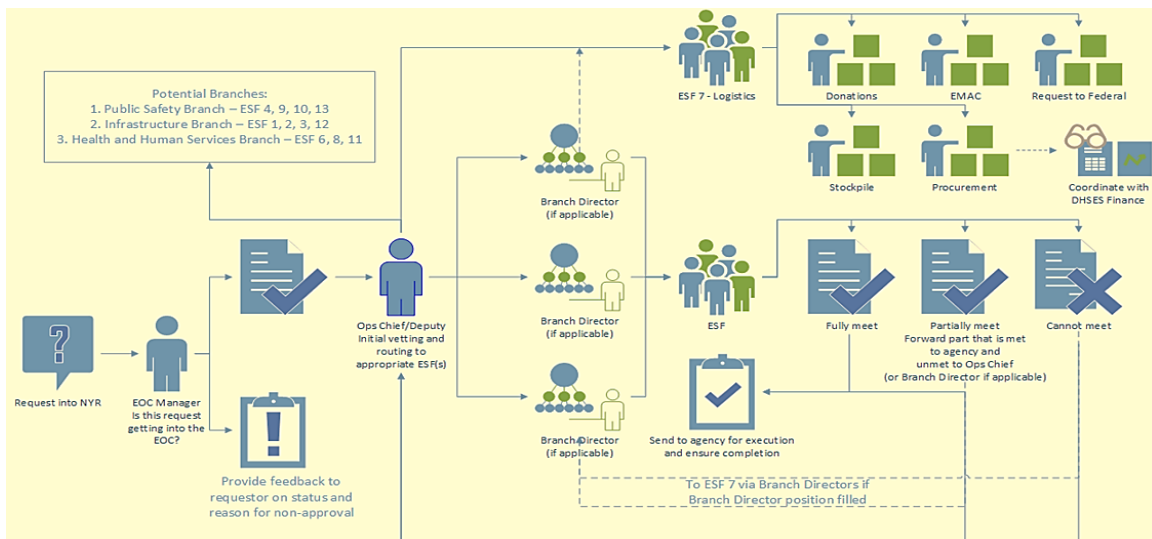 ESF 7 - Logistics
Donations
EMAC
Request to Federal
Potential Branches:
1. Public Safety Branch – ESF 4, 9, 10, 13
2. Infrastructure Branch – ESF 1, 2, 3, 12
3. Health and Human Services Branch – ESF 6, 8, 11
Stockpile
Procurement
Coordinate with
DHSES Finance
Branch Director
(if applicable)
Request into NYR
EOC Manager
Is this request
getting into the
EOC?
Ops Chief/Deputy
Initial vetting and
routing to
appropriate ESF(s)
Branch Director
(if applicable)
ESF
Fully meet
Partially meet
Forward part that is met
to agency and
unmet to Ops Chief
(or Branch Director if applicable)
Cannot meet
Branch Director
(if applicable)
Send to agency for execution
and ensure completion
Provide feedback to
requestor on status and
reason for non-approval
To ESF 7 via Branch Directors if
Branch Director position filled